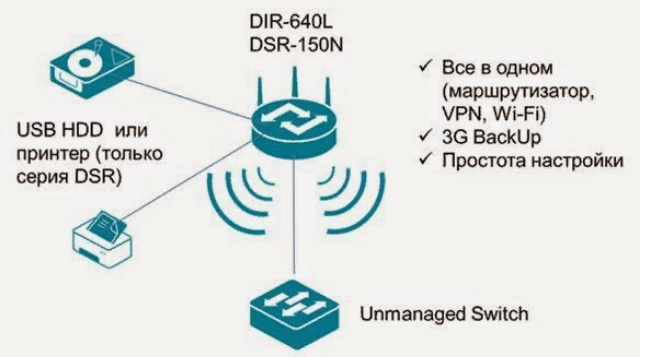 DIR-640L
DSR-150N
USB HDD или
принтер (только
серия DSR)
✓ Все в одном
(маршрутизатор,
VPN, Wi-Fi)
✓ 3G BackUp
✓ Простота настройки
Unmanaged Switch